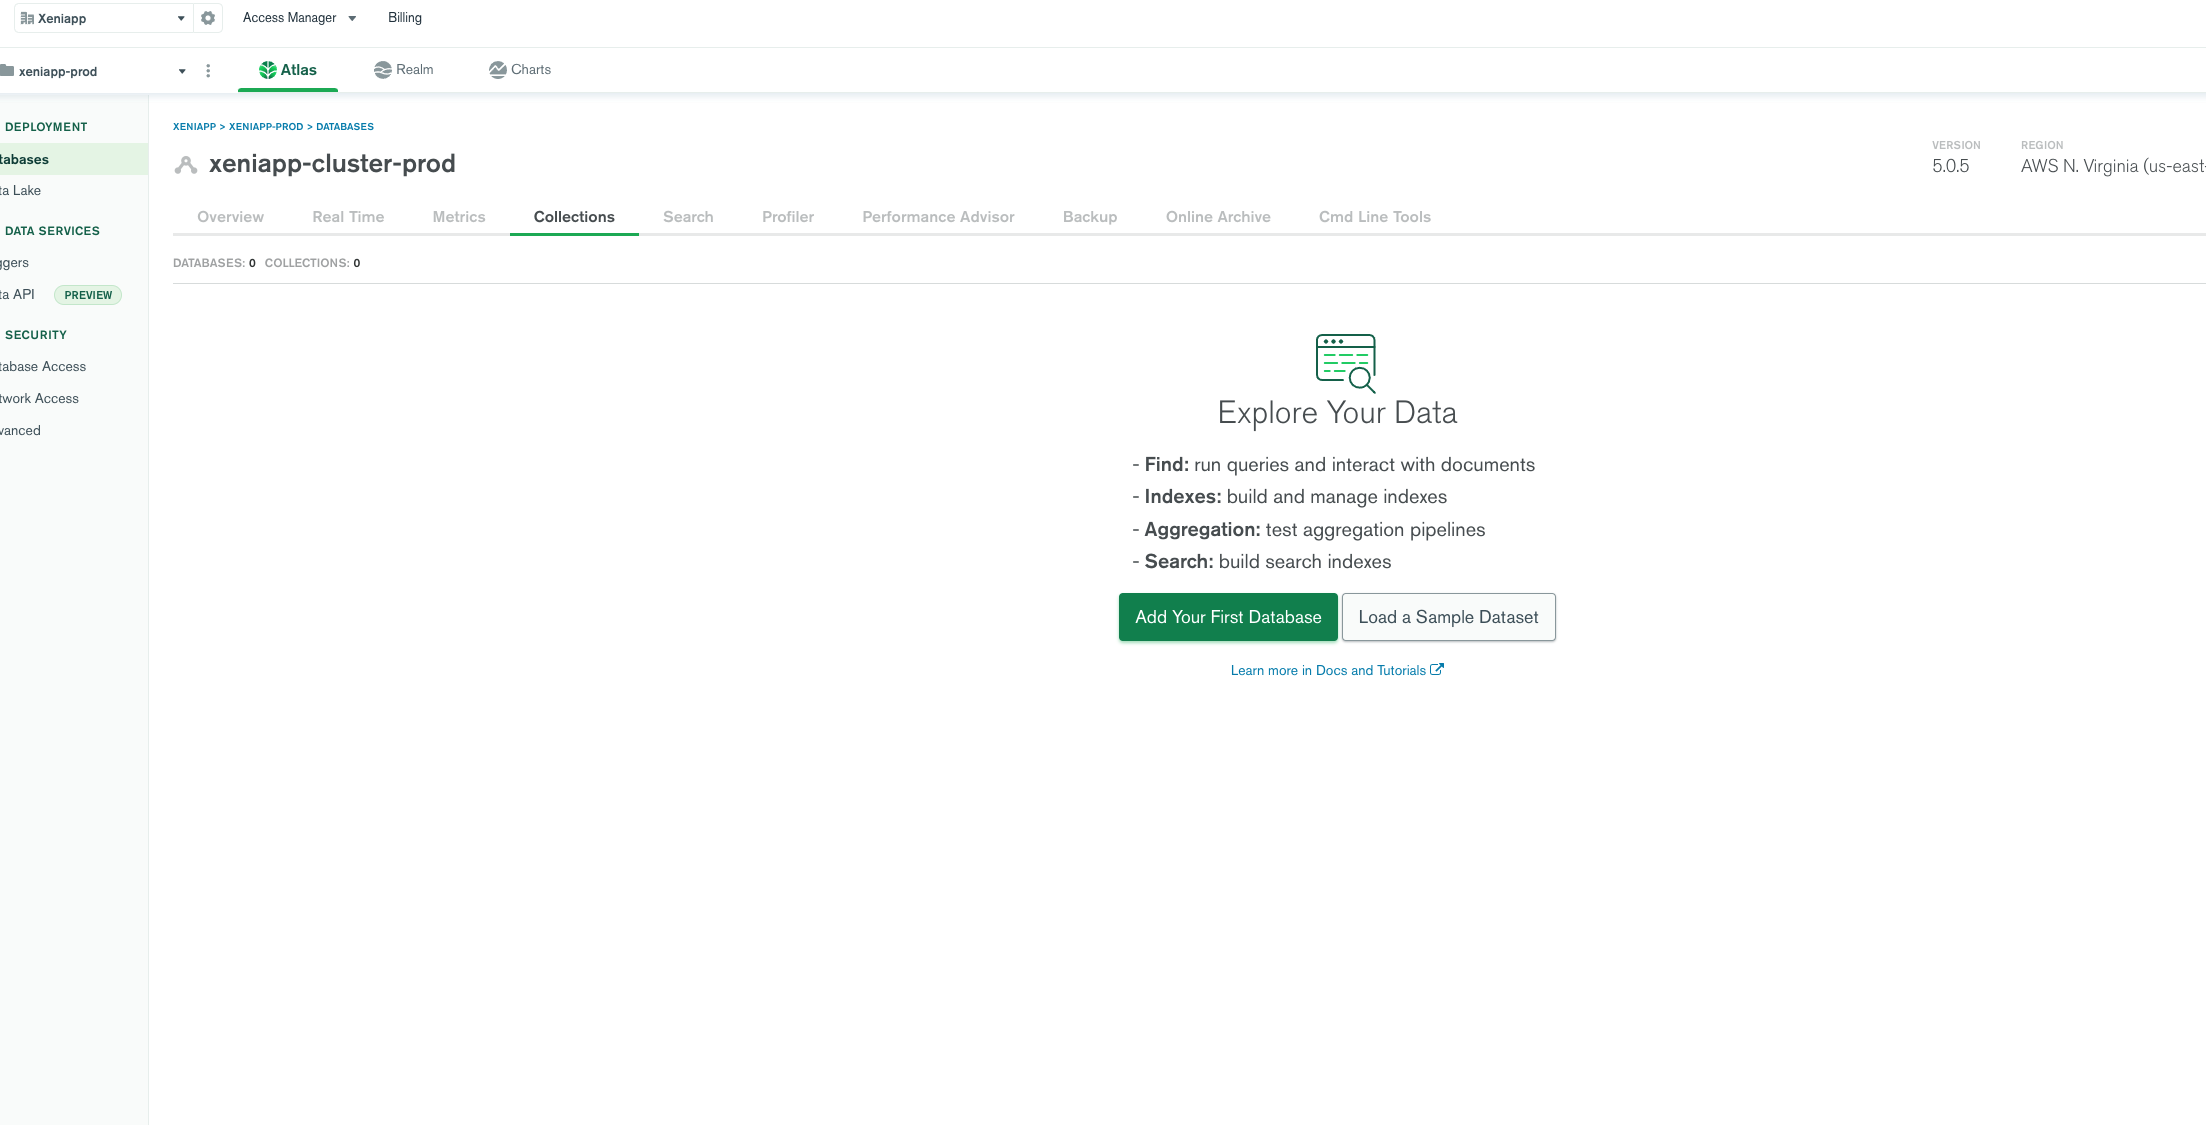 Xeniapp Access Manager Billing
xeniapp-prod Atlas Realm Charts
DEPLOYMENT
tabases
ta Lake
DATA SERVICES
ggers
ta API PREVIEW
SECURITY
tabase Access
twork Access
vanced
XENIAPP > XENIAPP-PROD > DATABASES
xeniapp-cluster-prod
VERSION
5.0.5
REGION
AWS N. Virginia (us-east-
Overview Real Time Metrics Collections Search Profiler Performance Advisor Backup Online Archive Cmd Line Tools
DATABASES: 0 COLLECTIONS: 0
Explore Your Data
- Find: run queries and interact with documents
- Indexes: build and manage indexes
- Aggregation: test aggregation pipelines
- Search: build search indexes
Add Your First Database Load a Sample Dataset
Learn more in Docs and Tutorials